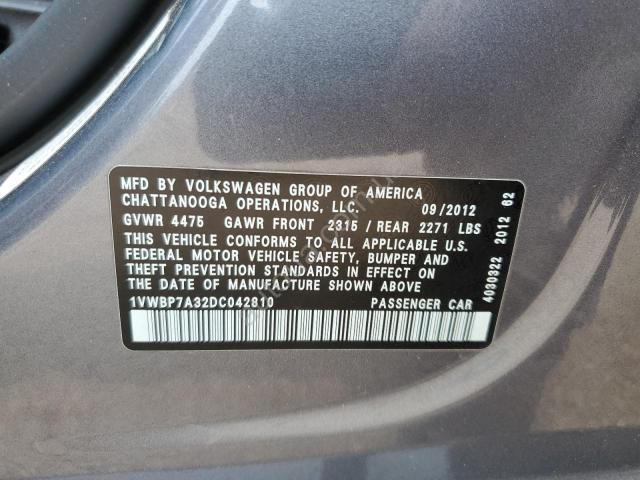 MFD BY VOLKSWAGEN GROUP OF AMERICA
CHATTANOOGA OPERATIONS, LLC. 09/2012
GVWR 4475 GAWR FRONT 2315 / REAR 2271 LBS
THIS VEHICLE CONFORMS TO ALL APPLICABLE U.S.
FEDERAL MOTOR VEHICLE SAFETY, BUMPER AND
THEFT PREVENTION STANDARDS IN EFFECT ON
THE DATE OF MANUFACTURE SHOWN ABOVE
1VWBP7A32DC042810 PASSENGER CAR
4030322 2012 62